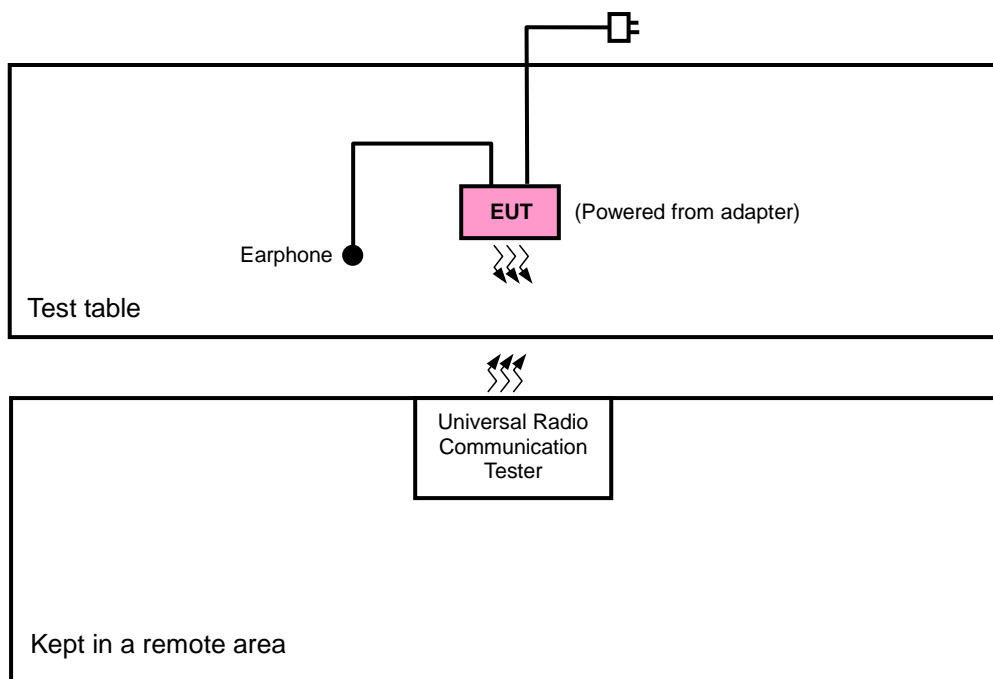 EUT
(Powered from adapter)
Earphone
Test table
Universal Radio
Communication
Tester
Kept in a remote area